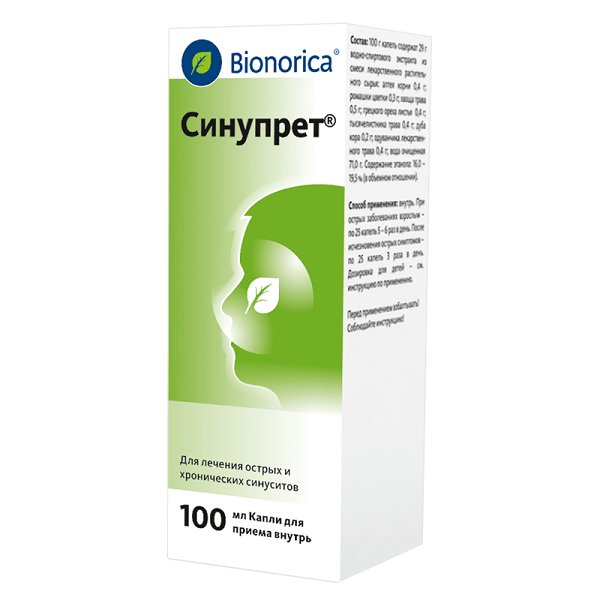 Bionorica®
Синупрет®
Для лечения острых и
хронических синуситов
100 мл Капли для
приема внутрь
Состав: 100 г капель содержат 29 г
водно-спиртового экстракта из
смеси лекарственного раститель-
ного сырья: алтея корни 0,4 г;
ромашки цветки 0,3 г; хвоща трава
0,5 г; грецкого ореха листья 0,4 г;
тысячелистника трава 0,4 г; дуба
кора 0,2 г; одуванчика лекарствен-
ного трава 0,4 г; вода очищенная
71,0 г. Содержание этанола: 16,0 –
19,5 % (в объемном отношении).
Способ применения: внутрь. При
острых заболеваниях взрослым –
по 25 капель 5 – 6 раз в день. После
исчезновения острых симптомов –
по 25 капель 3 раза в день.
Дозировка для детей – см.
инструкцию по применению.
Перед применением взбалтывать!
Соблюдайте инструкцию!